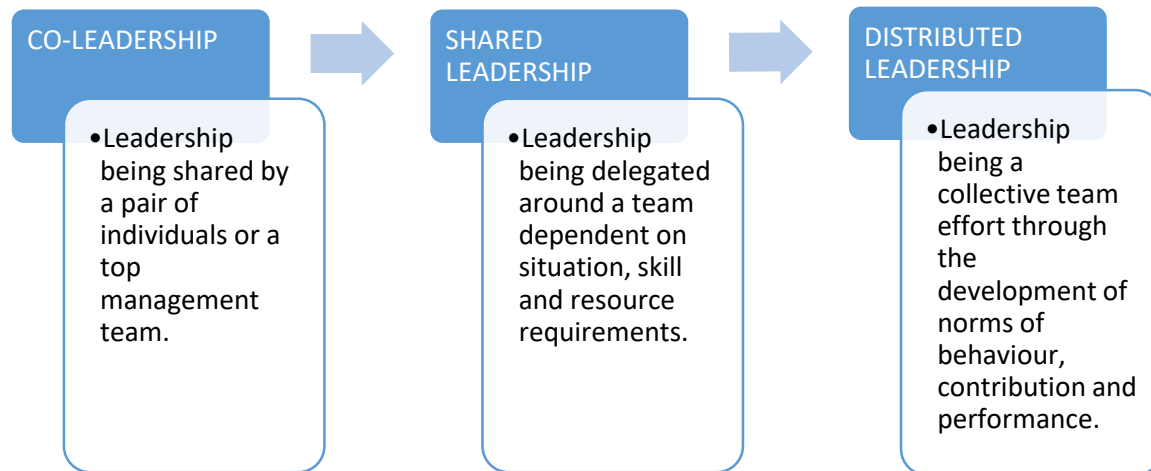 CO-LEADERSHIP
•Leadership
being shared by
a pair of
individuals or a
top
management
team.
SHARED
LEADERSHIP
•Leadership
being delegated
around a team
dependent on
situation, skill
and resource
requirements.
DISTRIBUTED
LEADERSHIP
•Leadership
being a
collective team
effort through
the
development of
norms of
behaviour,
contribution and
performance.